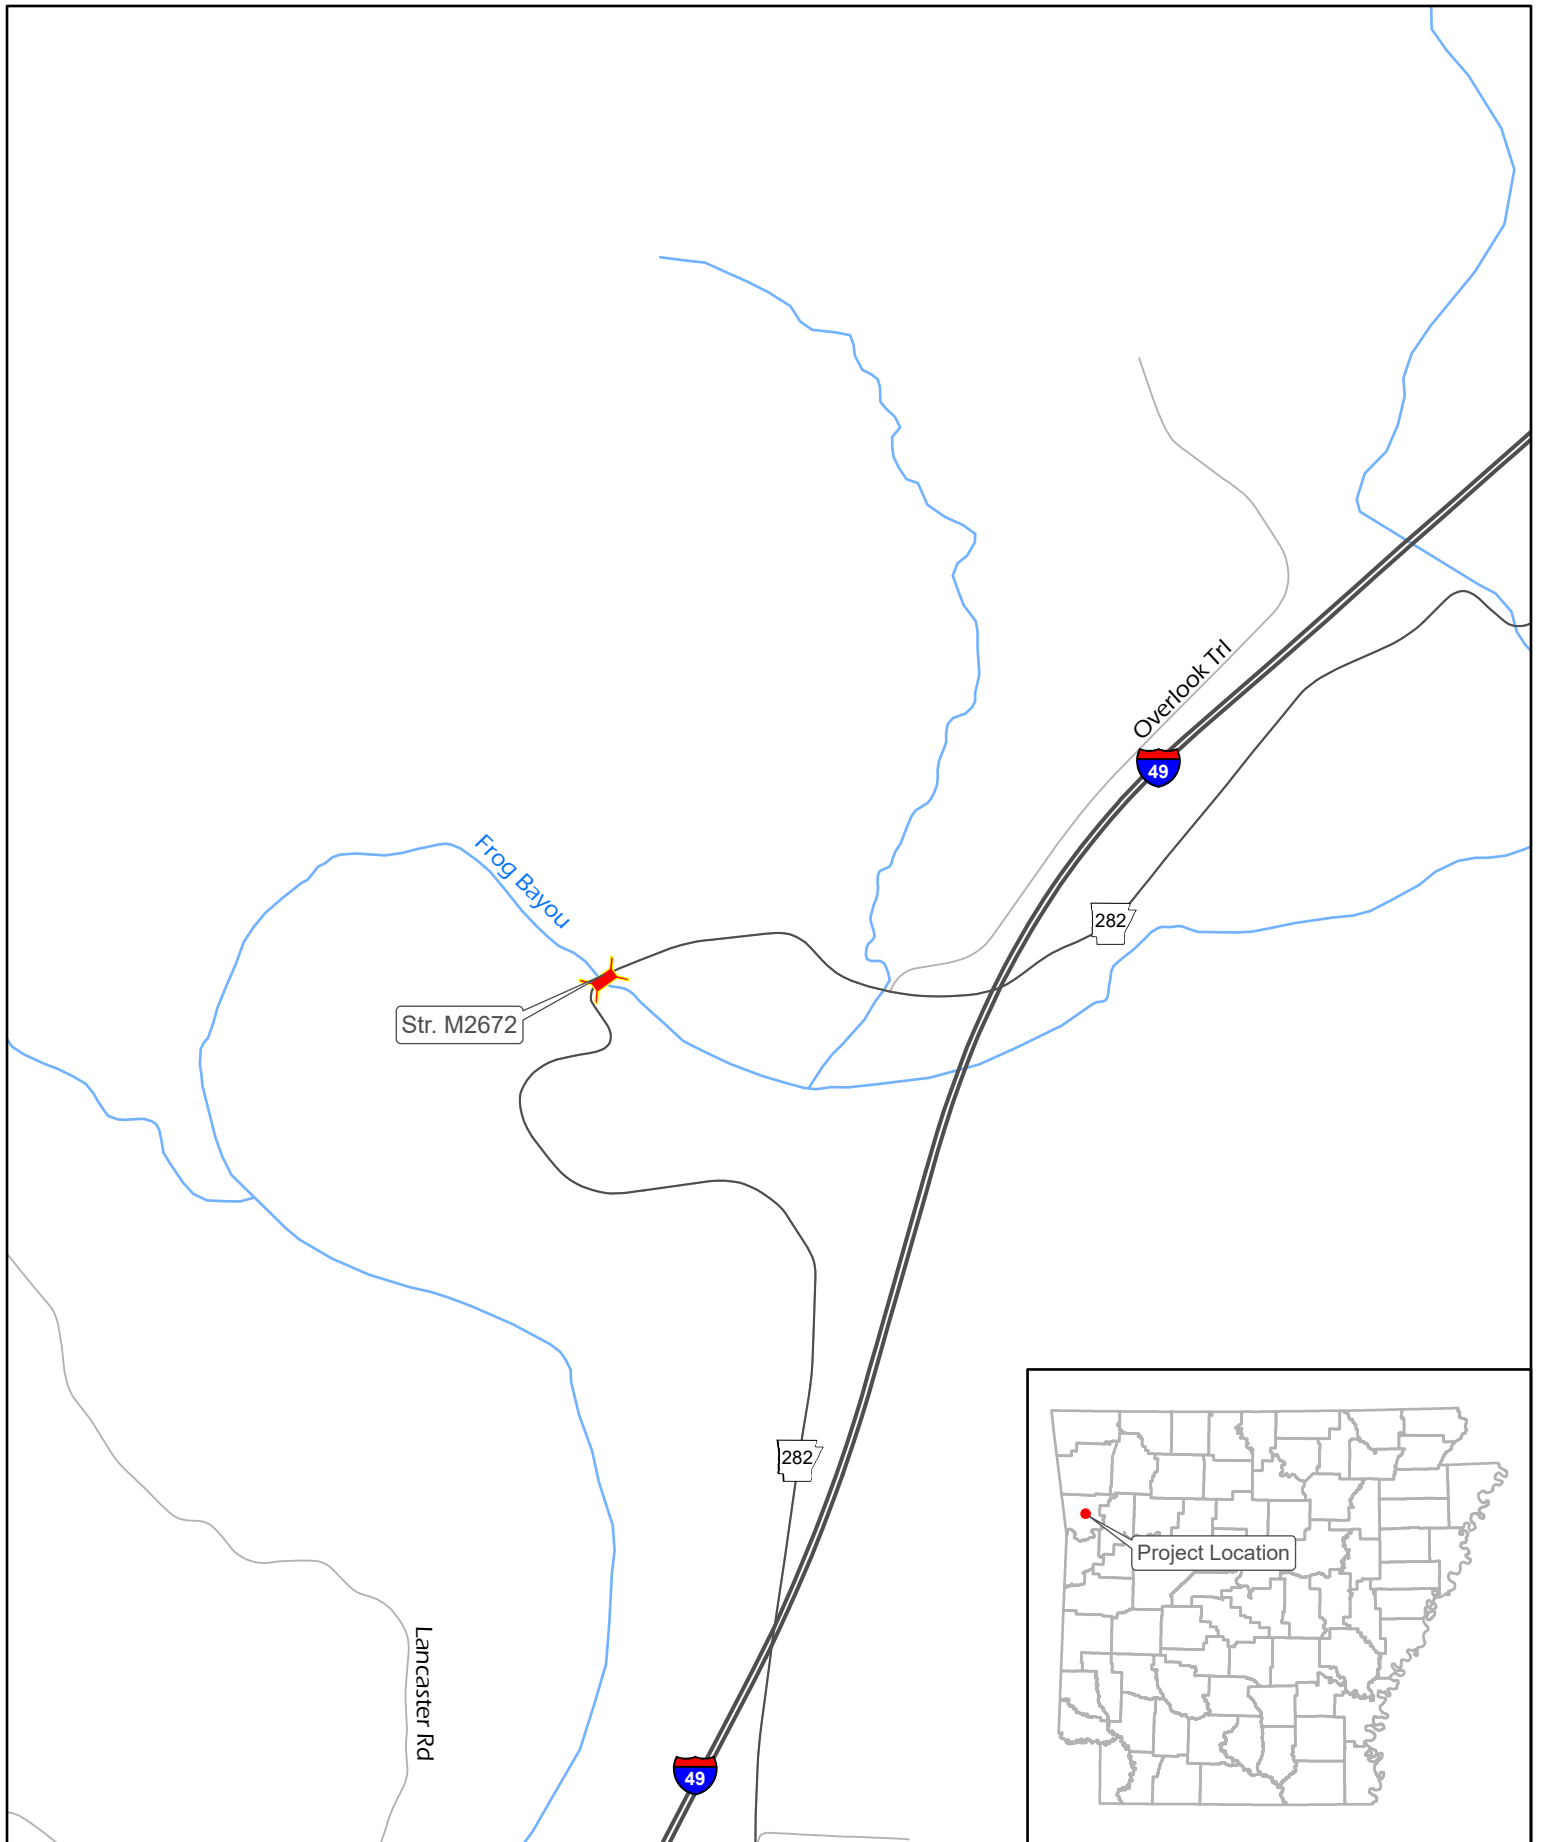 Overlook Trl
49
Frog Bayou
282
Str. M2672
282
Project Location
Lancaster Rd
49